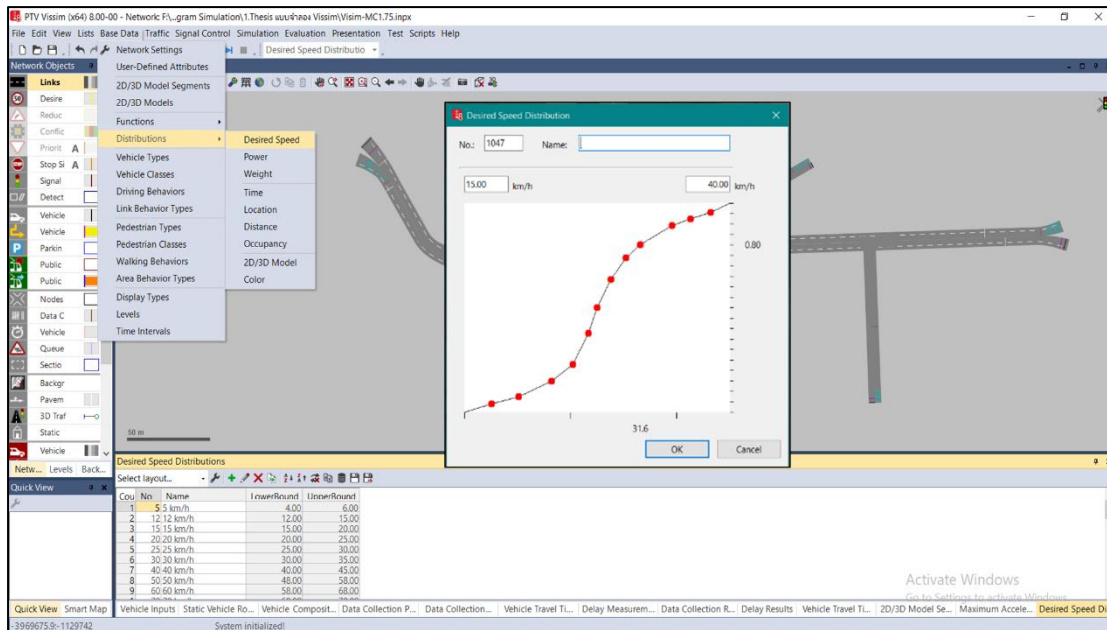 PTV Vissim (x64) 8.00-00 - Network: F:\...gram Simulation\1.Thesis แบบจำลอง Vissim\Visim-MC1.75.inpx
File Edit View Lists Base Data Traffic Signal Control Simulation Evaluation Presentation Test Scripts Help
Desired Speed Distributio
Network Objects
Links
Desire
Reduc
Conflic
Priorit A
Stop Si A
Signal
Detect
Vehicle
Vehicle
Parkin
Public
Public
Nodes
Data C
Vehicle
Queue
Sectio
Backgr
Pavem
3D Traf
Static
Vehicle
Netw... Levels Back...
Network Settings
User-Defined Attributes
2D/3D Model Segments
2D/3D Models
Functions
Distributions
Vehicle Types
Vehicle Classes
Driving Behaviors
Link Behavior Types
Pedestrian Types
Pedestrian Classes
Walking Behaviors
Area Behavior Types
Display Types
Levels
Time Intervals
Desired Speed
Power
Weight
Time
Location
Distance
Occupancy
2D/3D Model
Color
Desired Speed Distribution
No.: 1047 Name:
15.00 km/h 40.00 km/h
0.80
31.6
OK Cancel
50 m
Quick View
Desired Speed Distributions
Select layout...
Cou No Name LowerBound UpperBound
1 5 5 km/h 4.00 6.00
2 12 12 km/h 12.00 15.00
3 15 15 km/h 15.00 20.00
4 20 20 km/h 20.00 25.00
5 25 25 km/h 25.00 30.00
6 30 30 km/h 30.00 35.00
7 40 40 km/h 40.00 45.00
8 50 50 km/h 48.00 58.00
9 60 60 km/h 58.00 68.00
Activate Windows
Go to Settings to activate Windows.
Quick View Smart Map Vehicle Inputs Static Vehicle Ro... Vehicle Composit... Data Collection P... Data Collection... Vehicle Travel Ti... Delay Measurem... Data Collection R... Delay Results Vehicle Travel Ti... 2D/3D Model Se... Maximum Accele... Desired Speed Di
-3969675.9:-1129742 System initialized!